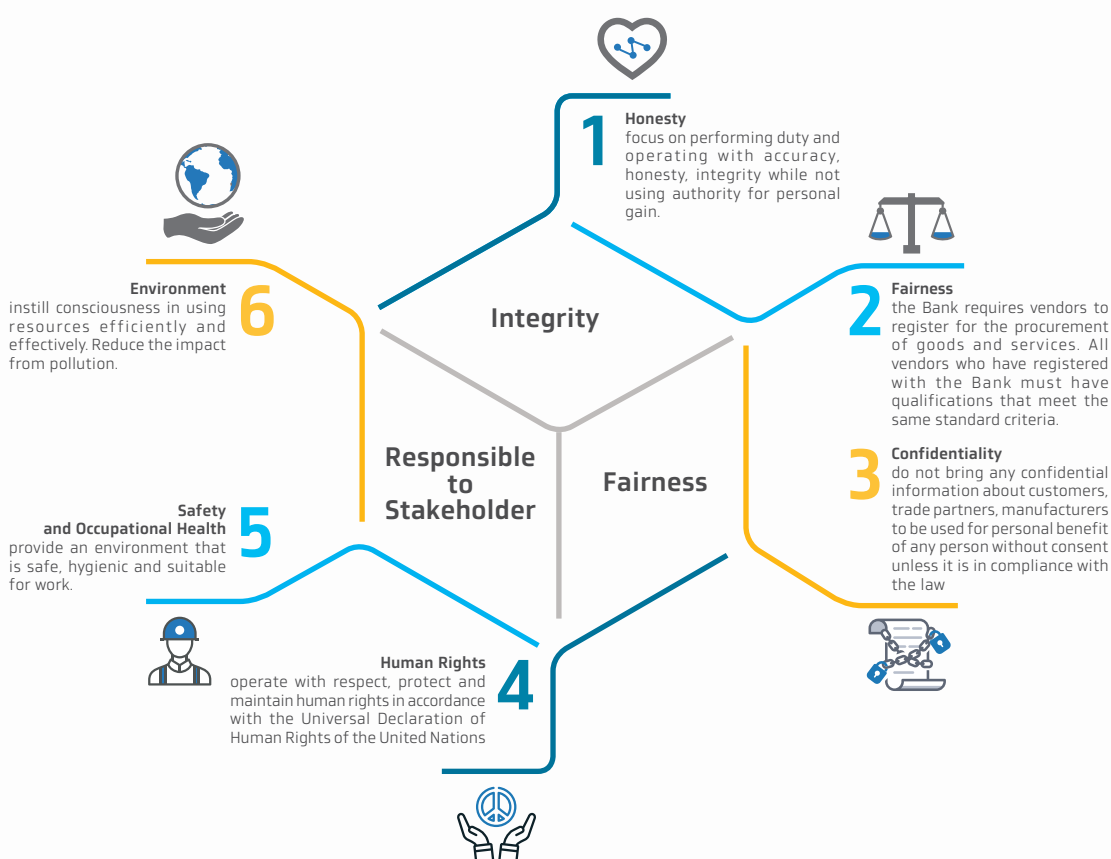 1
Honesty
focus on performing duty and
operating with accuracy,
honesty, integrity while not
using authority for personal
gain.
2
Fairness
the Bank requires vendors to
register for the procurement
of goods and services. All
vendors who have registered
with the Bank must have
qualifications that meet the
same standard criteria.
3
Confidentiality
do not bring any confidential
information about customers,
trade partners, manufacturers
to be used for personal benefit
of any person without consent
unless it is in compliance with
the law
4
Human Rights
operate with respect, protect and
maintain human rights in accordance
with the Universal Declaration of
Human Rights of the United Nations
5
Safety
and Occupational Health
provide an environment that
is safe, hygienic and suitable
for work.
6
Environment
instill consciousness in using
resources efficiently and
effectively. Reduce the impact
from pollution.
Integrity
Responsible
to
Stakeholder
Fairness